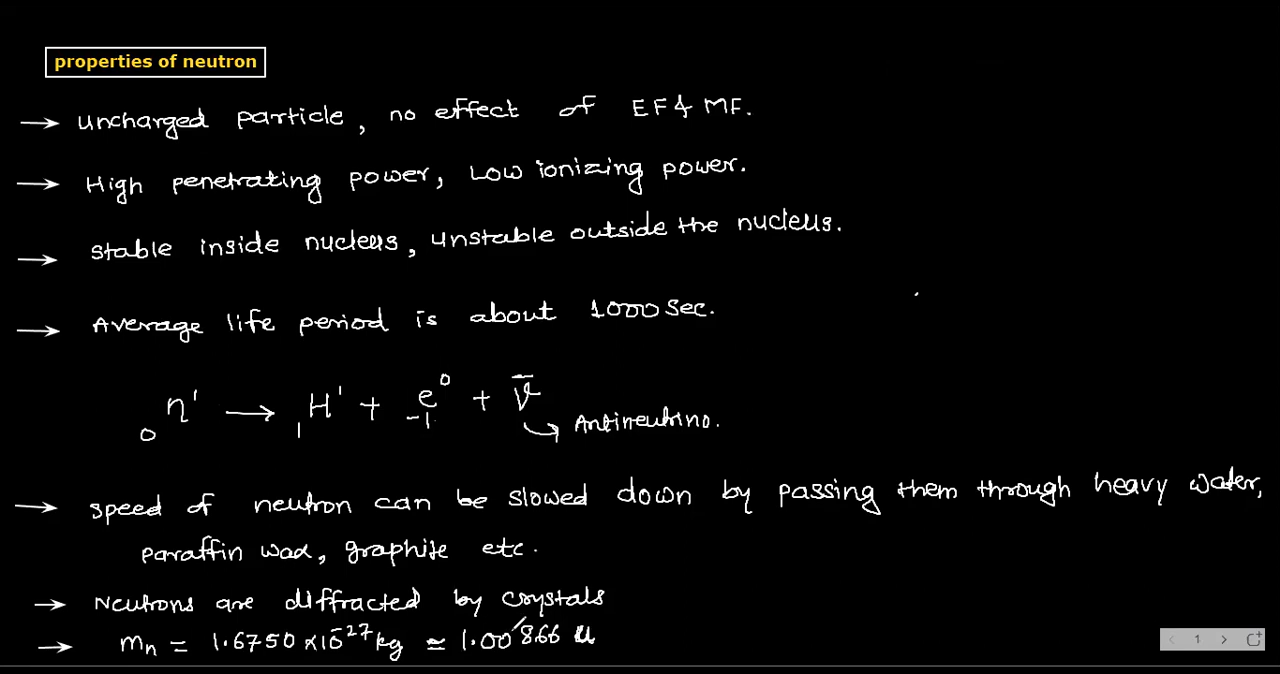 properties of neutron
→ uncharged particle, no effect of EF & MF.
→ High penetrating power, Low ionizing power.
→ stable inside nucleus, unstable outside the nucleus.
→ Average life period is about 1000 sec.
₀n¹ → ₁H¹ + ₋₁e⁰ + ν̅
→ Antineutrino.
→ speed of neutron can be slowed down by passing them through heavy water,
paraffin wax, graphite etc.
→ Neutrons are diffracted by crystals
→ mₙ = 1.6750 × 10⁻²⁷ kg ≃ 1.00866 u
1